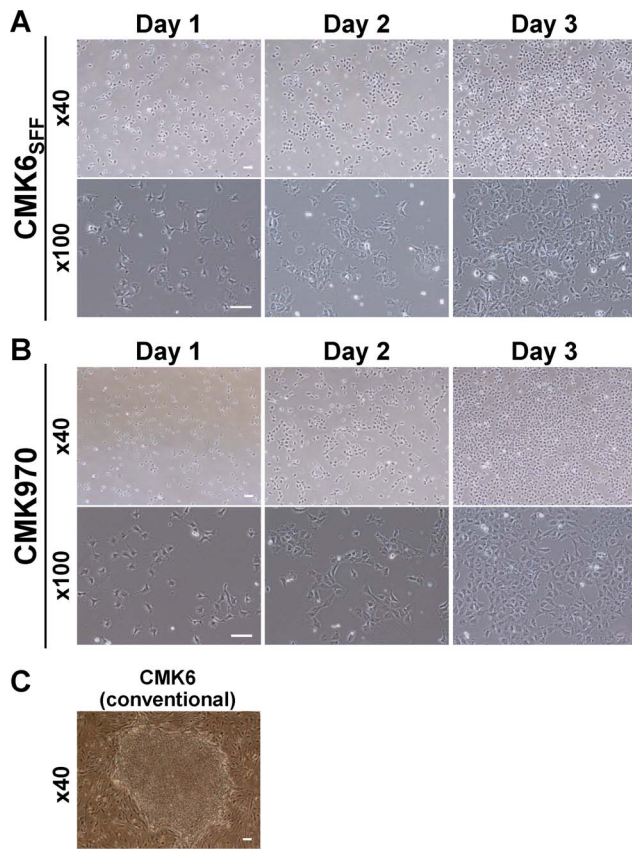 A
Day 1
Day 2
Day 3
CMK6SFF
x40
x100
B
Day 1
Day 2
Day 3
CMK970
x40
x100
C
CMK6
(conventional)
x40